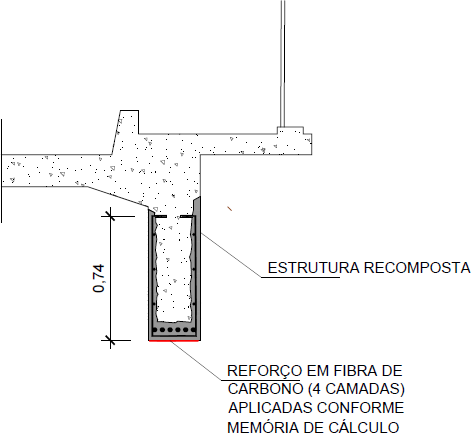 0,74
ESTRUTURA RECOMPOSTA
REFORÇO EM FIBRA DE
CARBONO (4 CAMADAS)
APLICADAS CONFORME
MEMÓRIA DE CÁLCULO